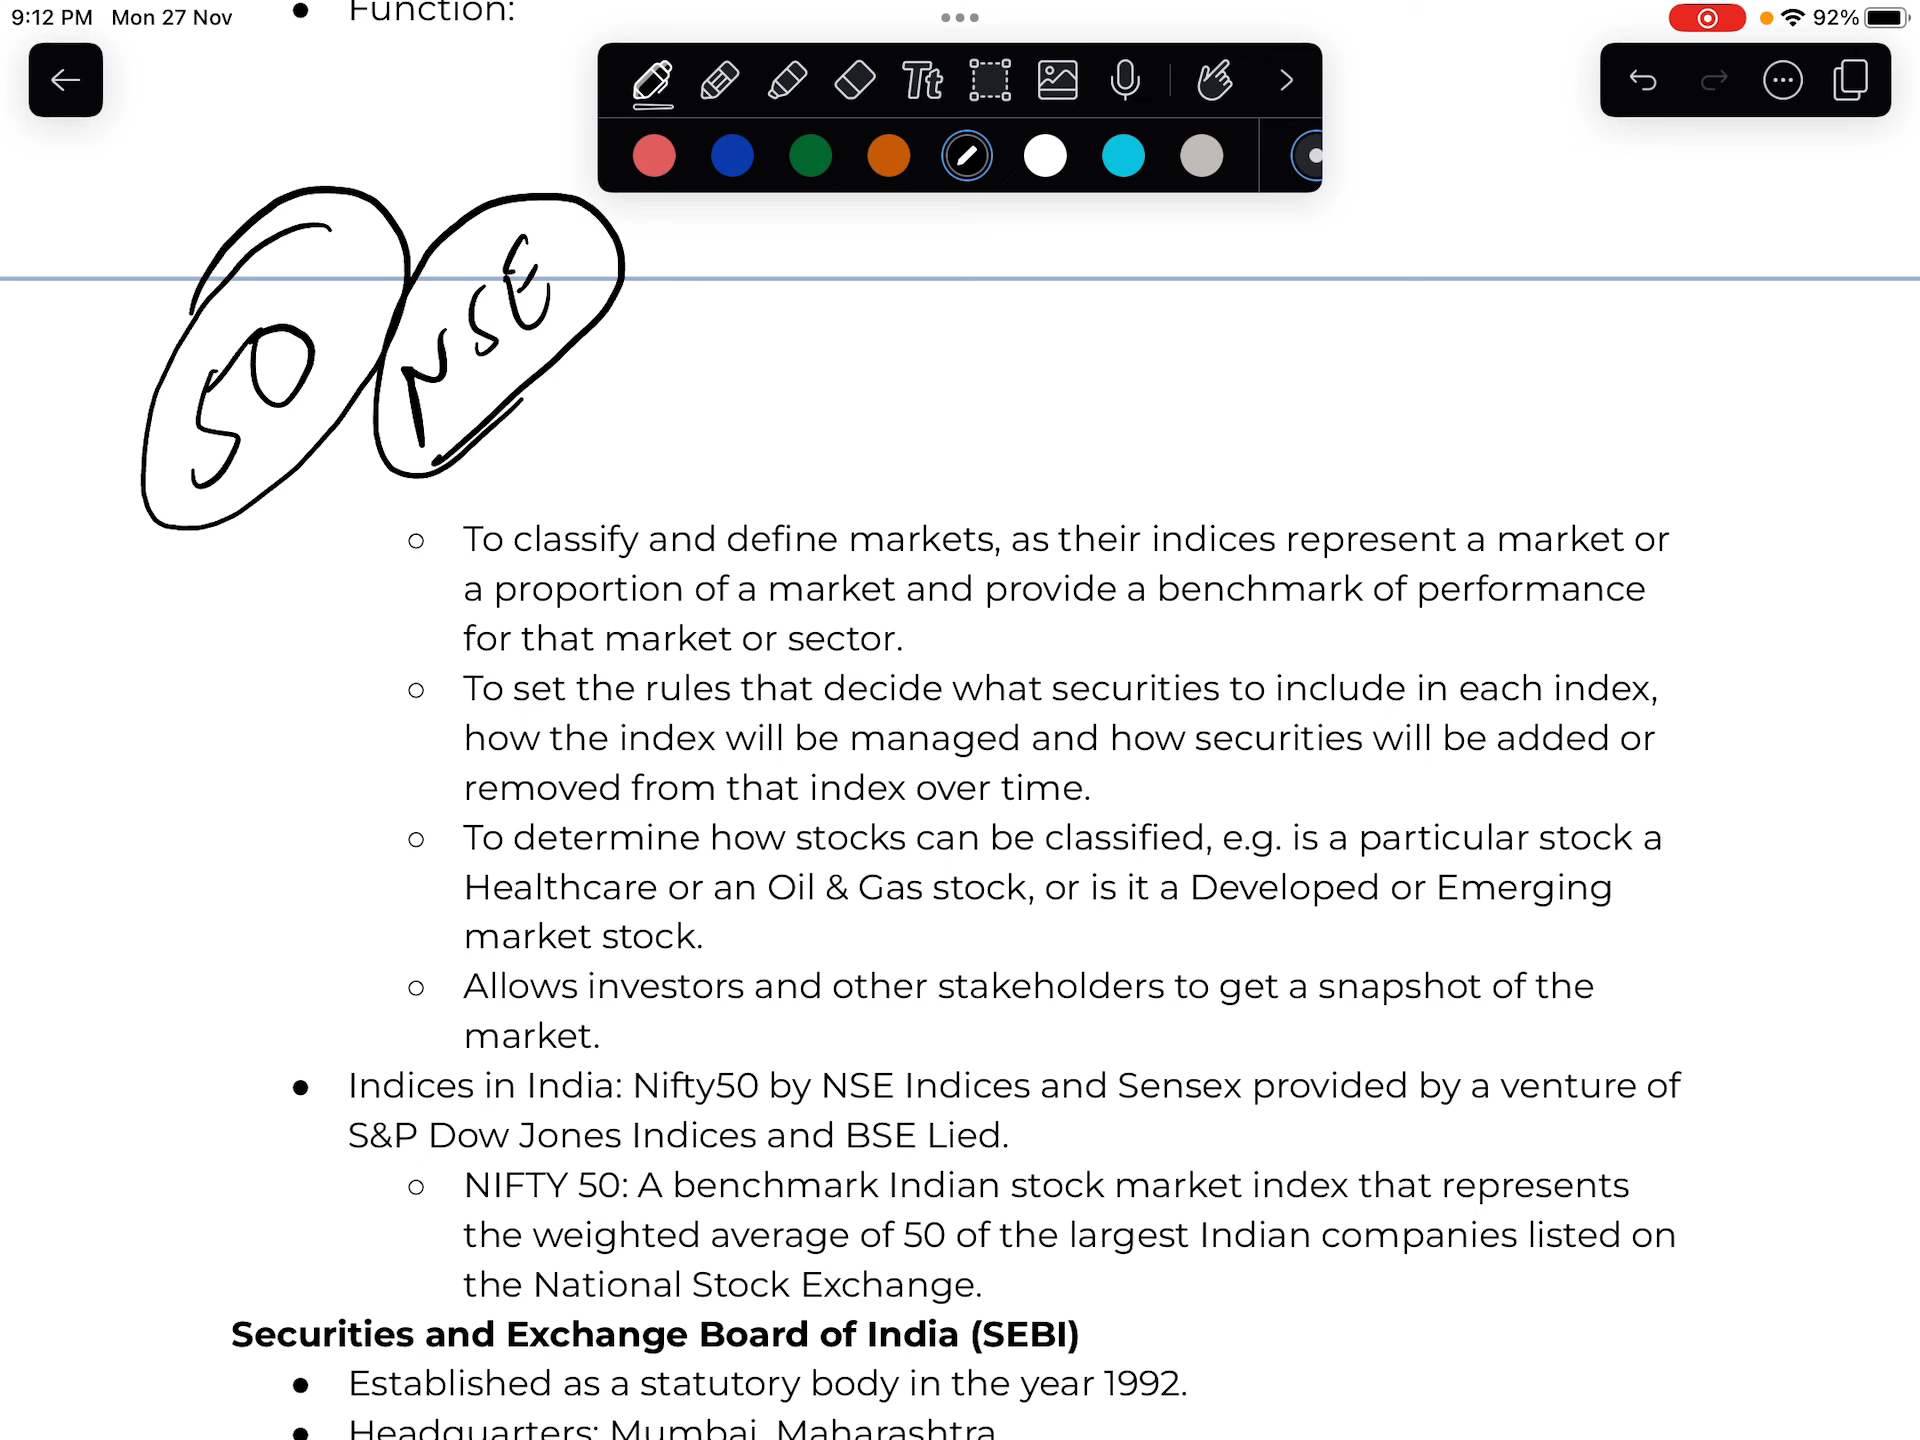 9:12 PM Mon 27 Nov
92%
Function:
Tt
50
NSE
To classify and define markets, as their indices represent a market or
a proportion of a market and provide a benchmark of performance
for that market or sector.
To set the rules that decide what securities to include in each index,
how the index will be managed and how securities will be added or
removed from that index over time.
To determine how stocks can be classified, e.g. is a particular stock a
Healthcare or an Oil & Gas stock, or is it a Developed or Emerging
market stock.
Allows investors and other stakeholders to get a snapshot of the
market.
Indices in India: Nifty50 by NSE Indices and Sensex provided by a venture of
S&P Dow Jones Indices and BSE Lied.
NIFTY 50: A benchmark Indian stock market index that represents
the weighted average of 50 of the largest Indian companies listed on
the National Stock Exchange.
Securities and Exchange Board of India (SEBI)
Established as a statutory body in the year 1992.
Headquarters: Mumbai, Maharashtra